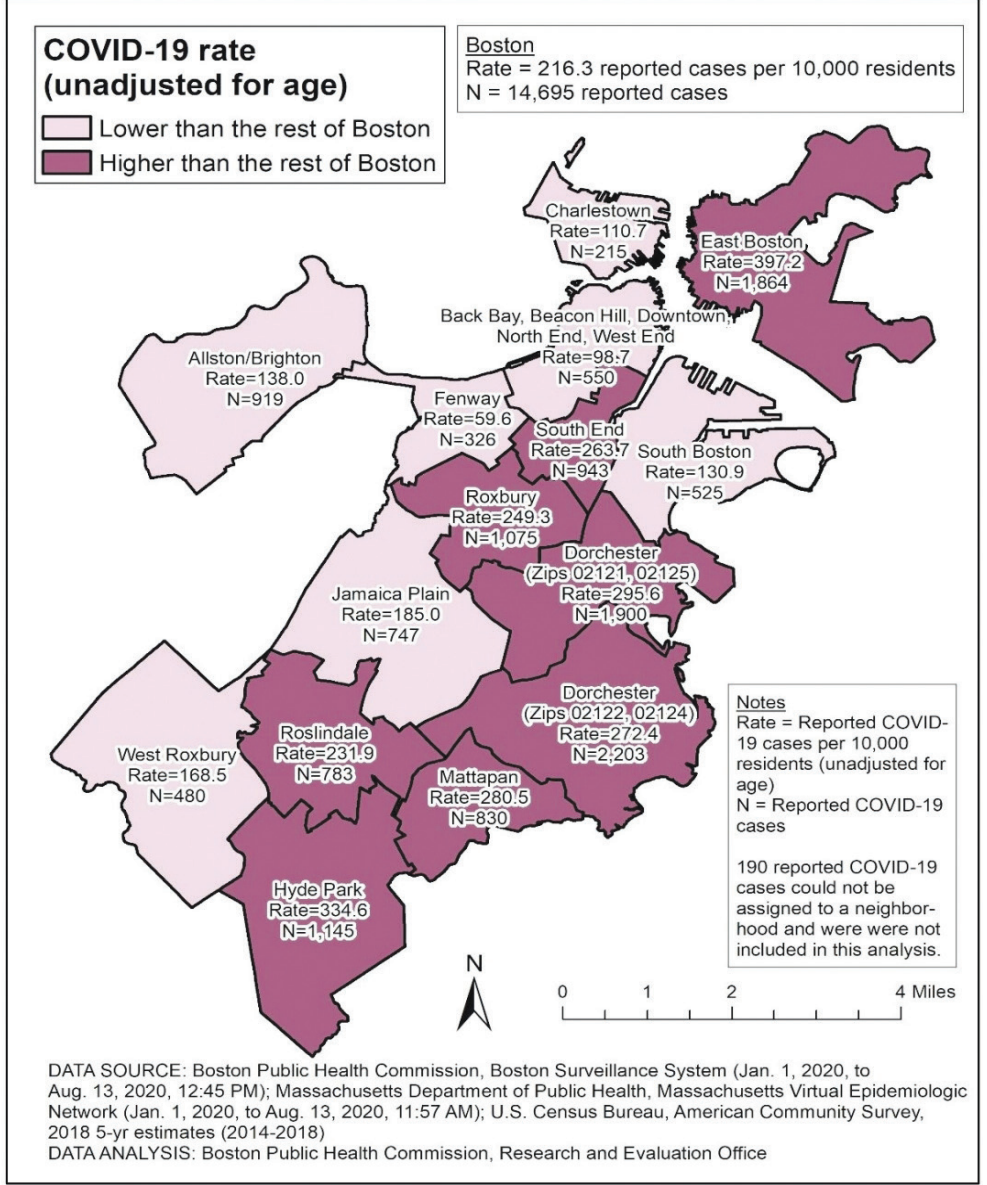 COVID-19 rate
(unadjusted for age)
Lower than the rest of Boston
Higher than the rest of Boston
Boston
Rate = 216.3 reported cases per 10,000 residents
N = 14,695 reported cases
Charlestown
Rate=110.7
N=215
East Boston
Rate=397.2
N=1,864
Back Bay, Beacon Hill, Downtown,
North End, West End
Rate=98.7
N=550
Allston/Brighton
Rate=138.0
N=919
Fenway
Rate=59.6
N=326
South End
Rate=263.7
N=943
South Boston
Rate=130.9
N=525
Roxbury
Rate=249.3
N=1,075
Dorchester
(Zips 02121, 02125)
Rate=295.6
N=1,900
Jamaica Plain
Rate=185.0
N=747
Dorchester
(Zips 02122, 02124)
Rate=272.4
N=2,203
West Roxbury
Rate=168.5
N=480
Roslindale
Rate=231.9
N=783
Mattapan
Rate=280.5
N=830
Hyde Park
Rate=334.6
N=1,145
Notes
Rate = Reported COVID-
19 cases per 10,000
residents (unadjusted for
age)
N = Reported COVID-19
cases
190 reported COVID-19
cases could not be
assigned to a neighbor-
hood and were were not
included in this analysis.
N
0 1 2 4 Miles
DATA SOURCE: Boston Public Health Commission, Boston Surveillance System (Jan. 1, 2020, to
Aug. 13, 2020, 12:45 PM); Massachusetts Department of Public Health, Massachusetts Virtual Epidemiologic
Network (Jan. 1, 2020, to Aug. 13, 2020, 11:57 AM); U.S. Census Bureau, American Community Survey,
2018 5-yr estimates (2014-2018)
DATA ANALYSIS: Boston Public Health Commission, Research and Evaluation Office